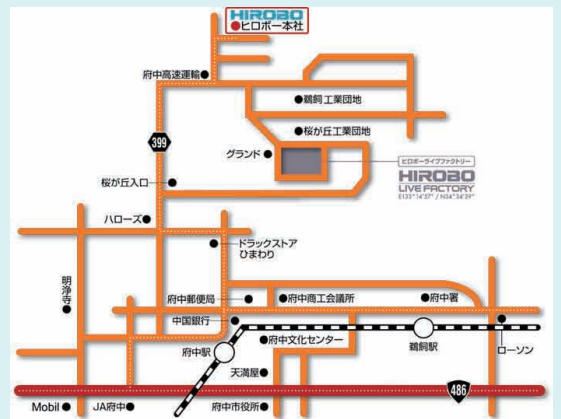 HIROBO
ヒロボー本社
府中高速運輸
鵜飼工業団地
桜が丘工業団地
399
グランド
ヒロボーライブファクトリー
HIROBO
LIVE FACTORY
E133°14'57" / N34°34'29"
桜が丘入口
ハローズ
ドラックストア
ひまわり
明浄寺
府中郵便局
府中商工会議所
府中署
中国銀行
府中文化センター
鵜飼駅
ローソン
府中駅
天満屋
486
Mobil
JA府中
府中市役所